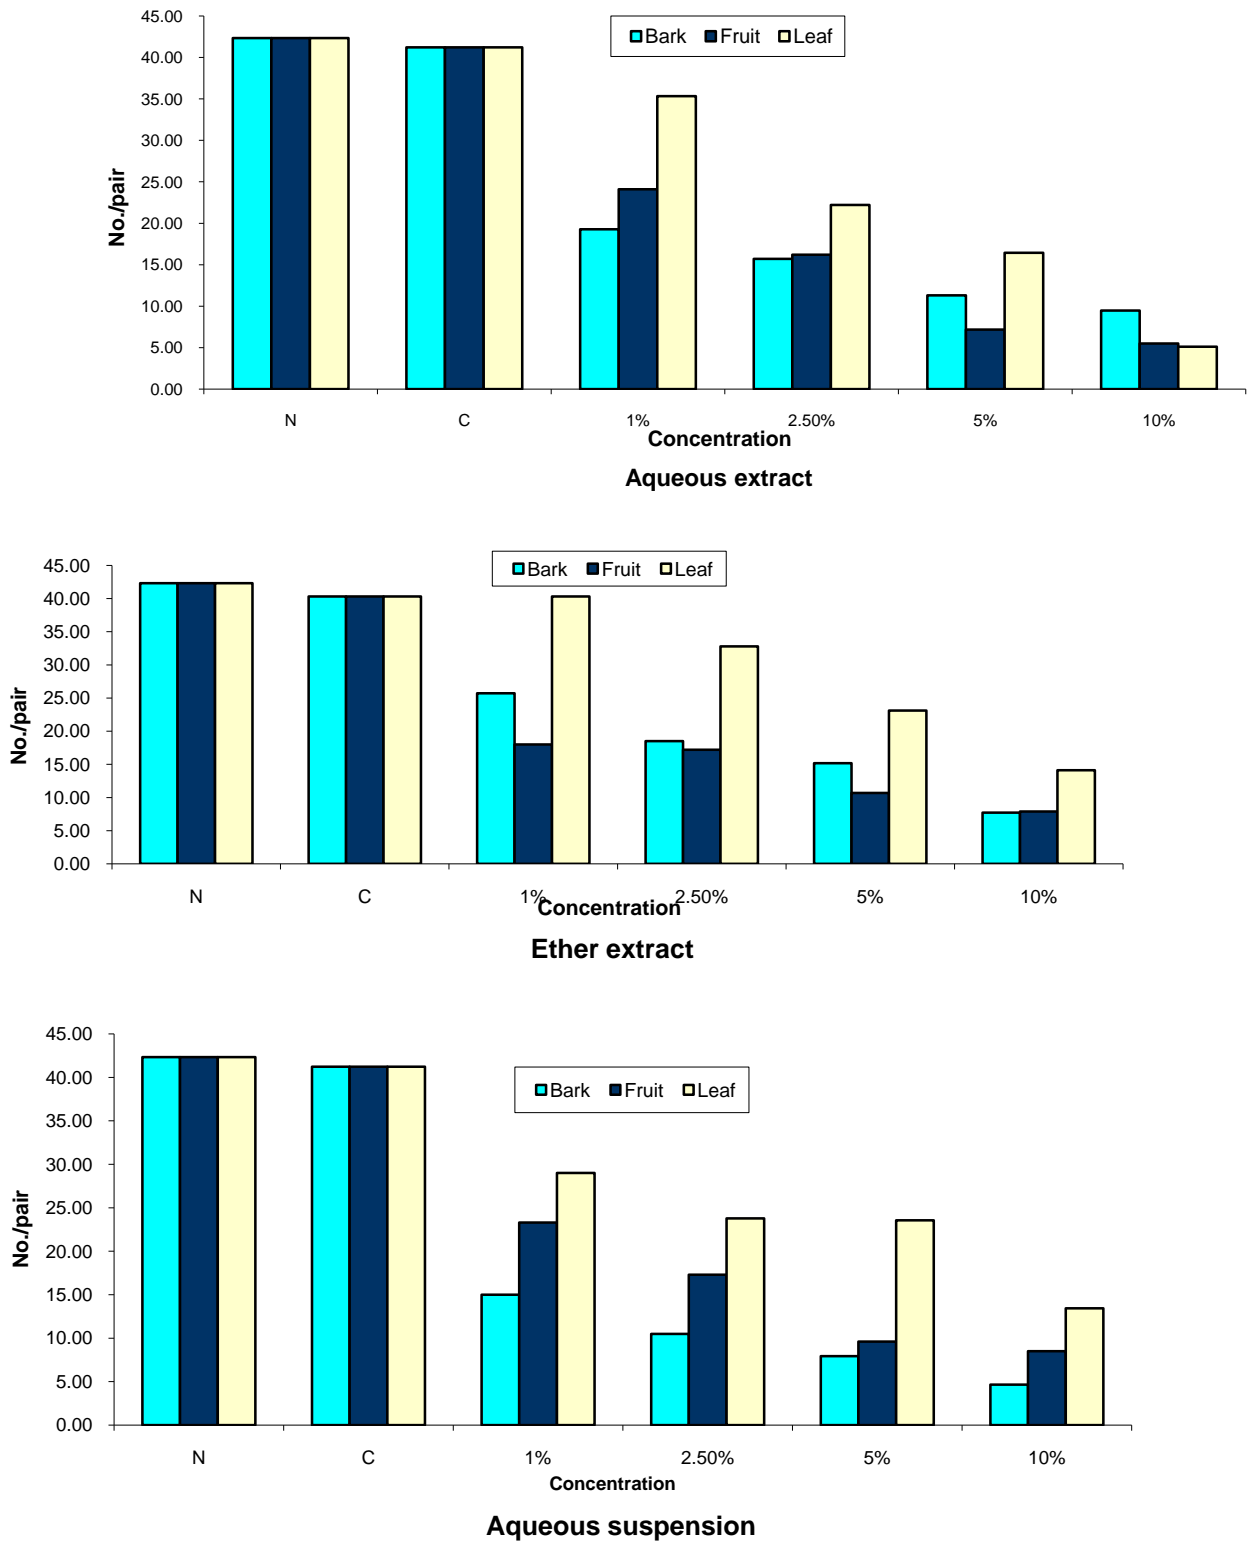 45.00
40.00
35.00
30.00
25.00
20.00
15.00
10.00
5.00
0.00
No./pair
Bark Fruit Leaf
N C 1% 2.50% 5% 10%
Concentration
Aqueous extract
45.00
40.00
35.00
30.00
25.00
20.00
15.00
10.00
5.00
0.00
No./pair
Bark Fruit Leaf
N C 1% 2.50% 5% 10%
Concentration
Ether extract
45.00
40.00
35.00
30.00
25.00
20.00
15.00
10.00
5.00
0.00
No./pair
Bark Fruit Leaf
N C 1% 2.50% 5% 10%
Concentration
Aqueous suspension